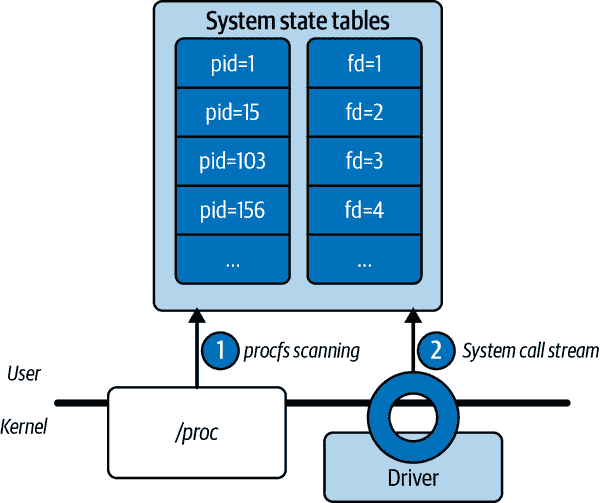 System state tables
pid=1
pid=15
pid=103
pid=156
...
fd=1
fd=2
fd=3
fd=4
...
1 procfs scanning
2 System call stream
User
Kernel
/proc
Driver